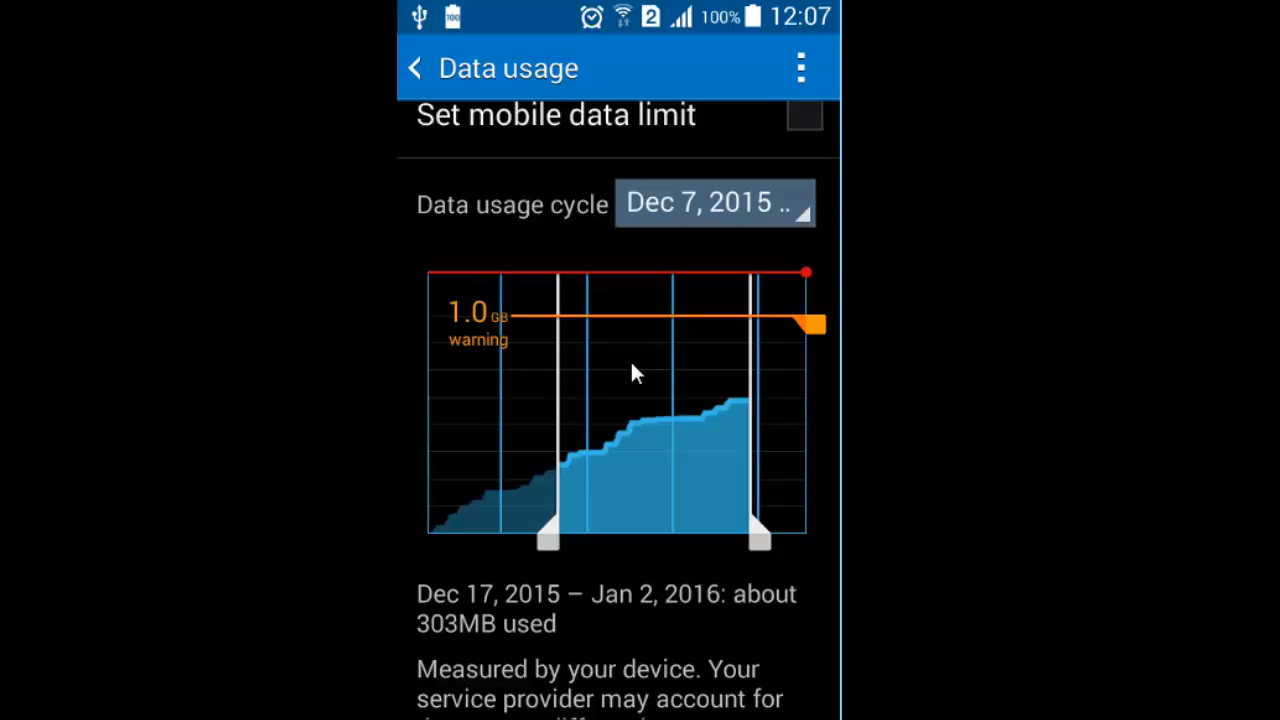 100 2 100% 12:07
Data usage
Set mobile data limit
Data usage cycle Dec 7, 2015 ..
1.0 GB
warning
Dec 17, 2015 – Jan 2, 2016: about
303MB used
Measured by your device. Your
service provider may account for